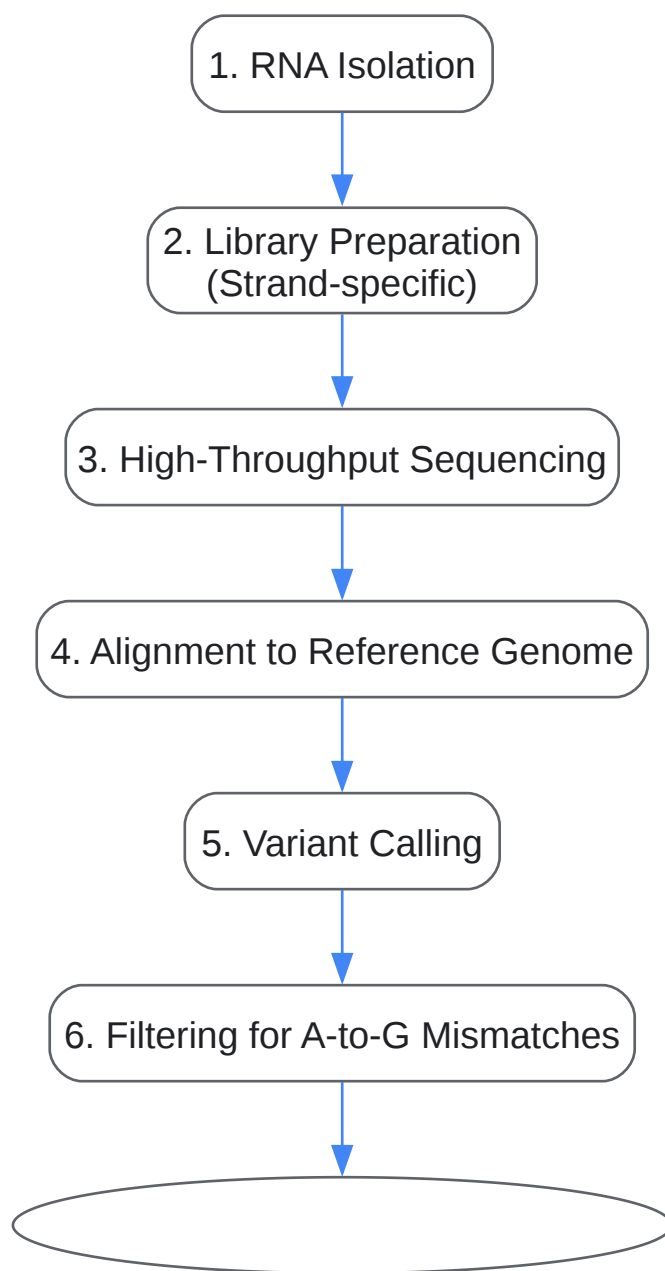 1. RNA Isolation
2. Library Preparation
(Strand-specific)
3. High-Throughput Sequencing
4. Alignment to Reference Genome
5. Variant Calling
6. Filtering for A-to-G Mismatches